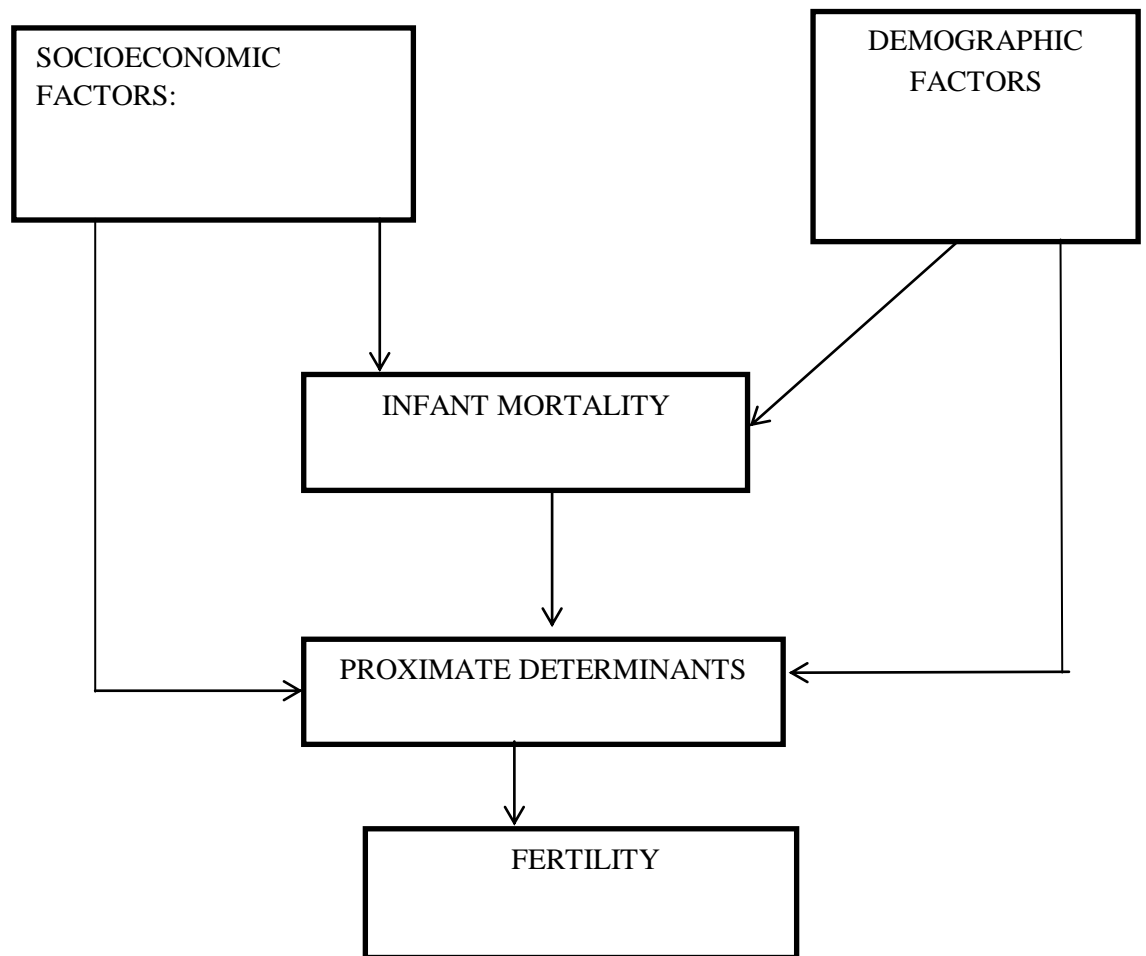 SOCIOECONOMIC
FACTORS:
DEMOGRAPHIC
FACTORS
INFANT MORTALITY
PROXIMATE DETERMINANTS
FERTILITY